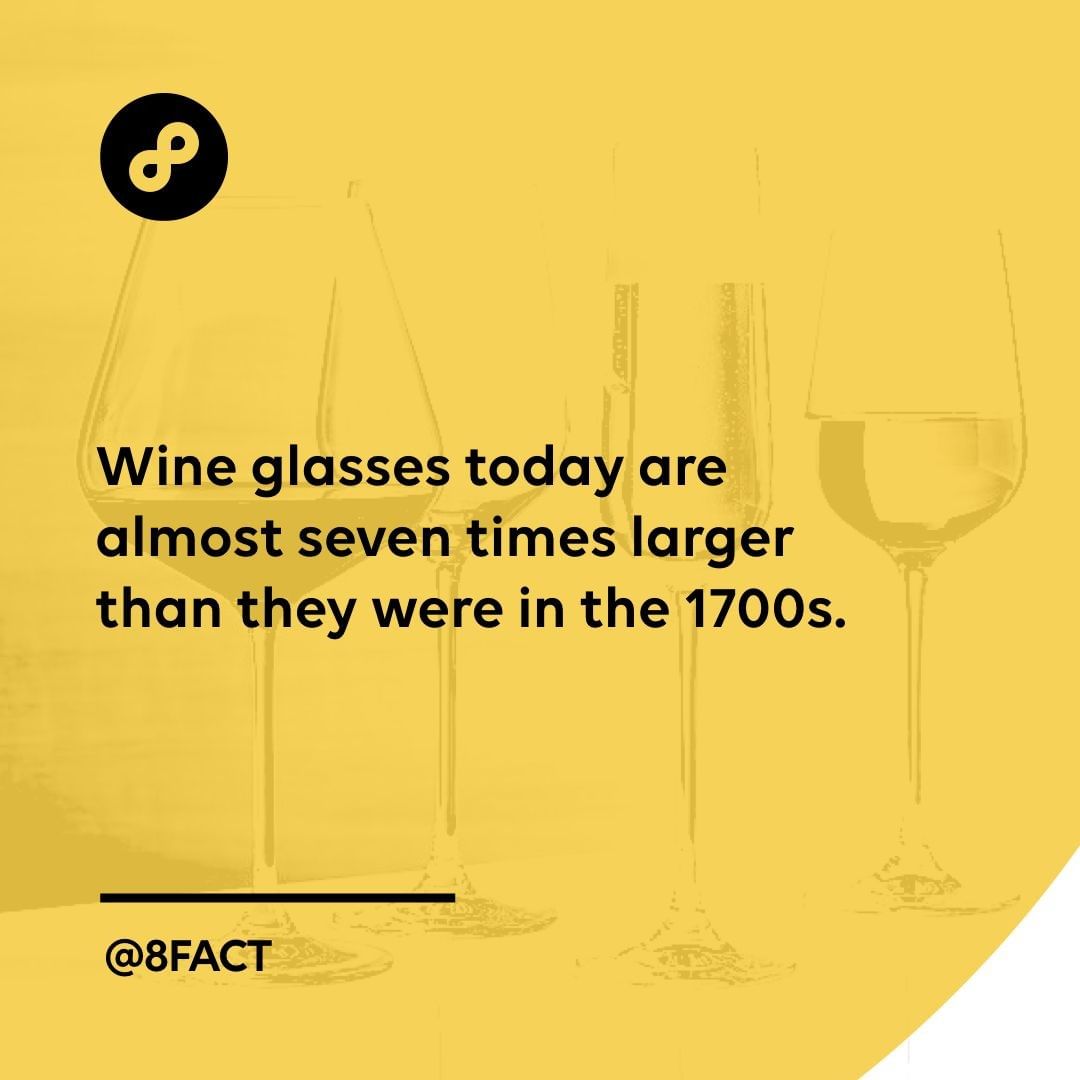 Wine glasses today are
almost seven times larger
than they were in the 1700s.
@8FACT